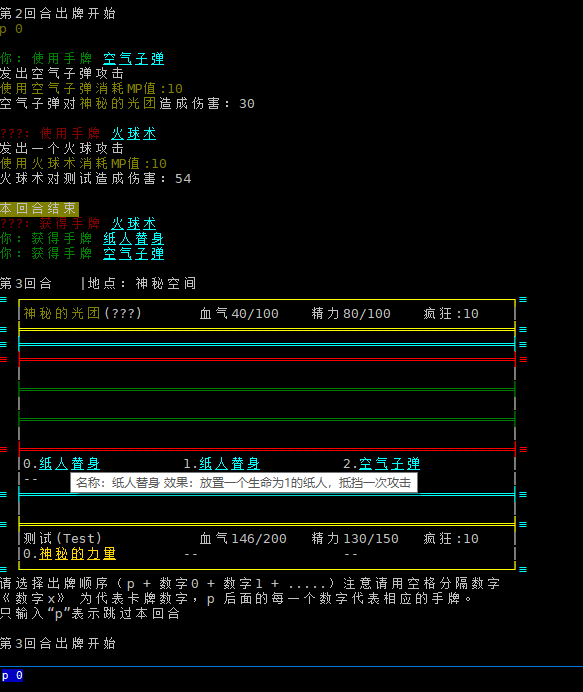 第2回合出牌开始
p 0
你: 使用手牌 空气子弹
发出空气子弹攻击
使用空气子弹消耗MP值:10
空气子弹对神秘的光团造成伤害: 30
???: 使用手牌 火球术
发出一个火球攻击
使用火球术消耗MP值:10
火球术对测试造成伤害: 54
本回合结束
???: 获得手牌 火球术
你: 获得手牌 纸人替身
你: 获得手牌 空气子弹
第3回合 |地点: 神秘空间
神秘的光团(???) 血气40/100 精力80/100 疯狂:10
0.纸人替身 1.纸人替身 2.空气子弹
--
名称: 纸人替身 效果: 放置一个生命为1的纸人，抵挡一次攻击
测试(Test) 血气146/200 精力130/150 疯狂:10
0.神秘的力量 -- --
请选择出牌顺序（p + 数字0 + 数字1 + .....）注意请用空格分隔数字
《数字x》 为代表卡牌数字，p 后面的每一个数字代表相应的手牌。
只输入“p”表示跳过本回合
第3回合出牌开始
p 0